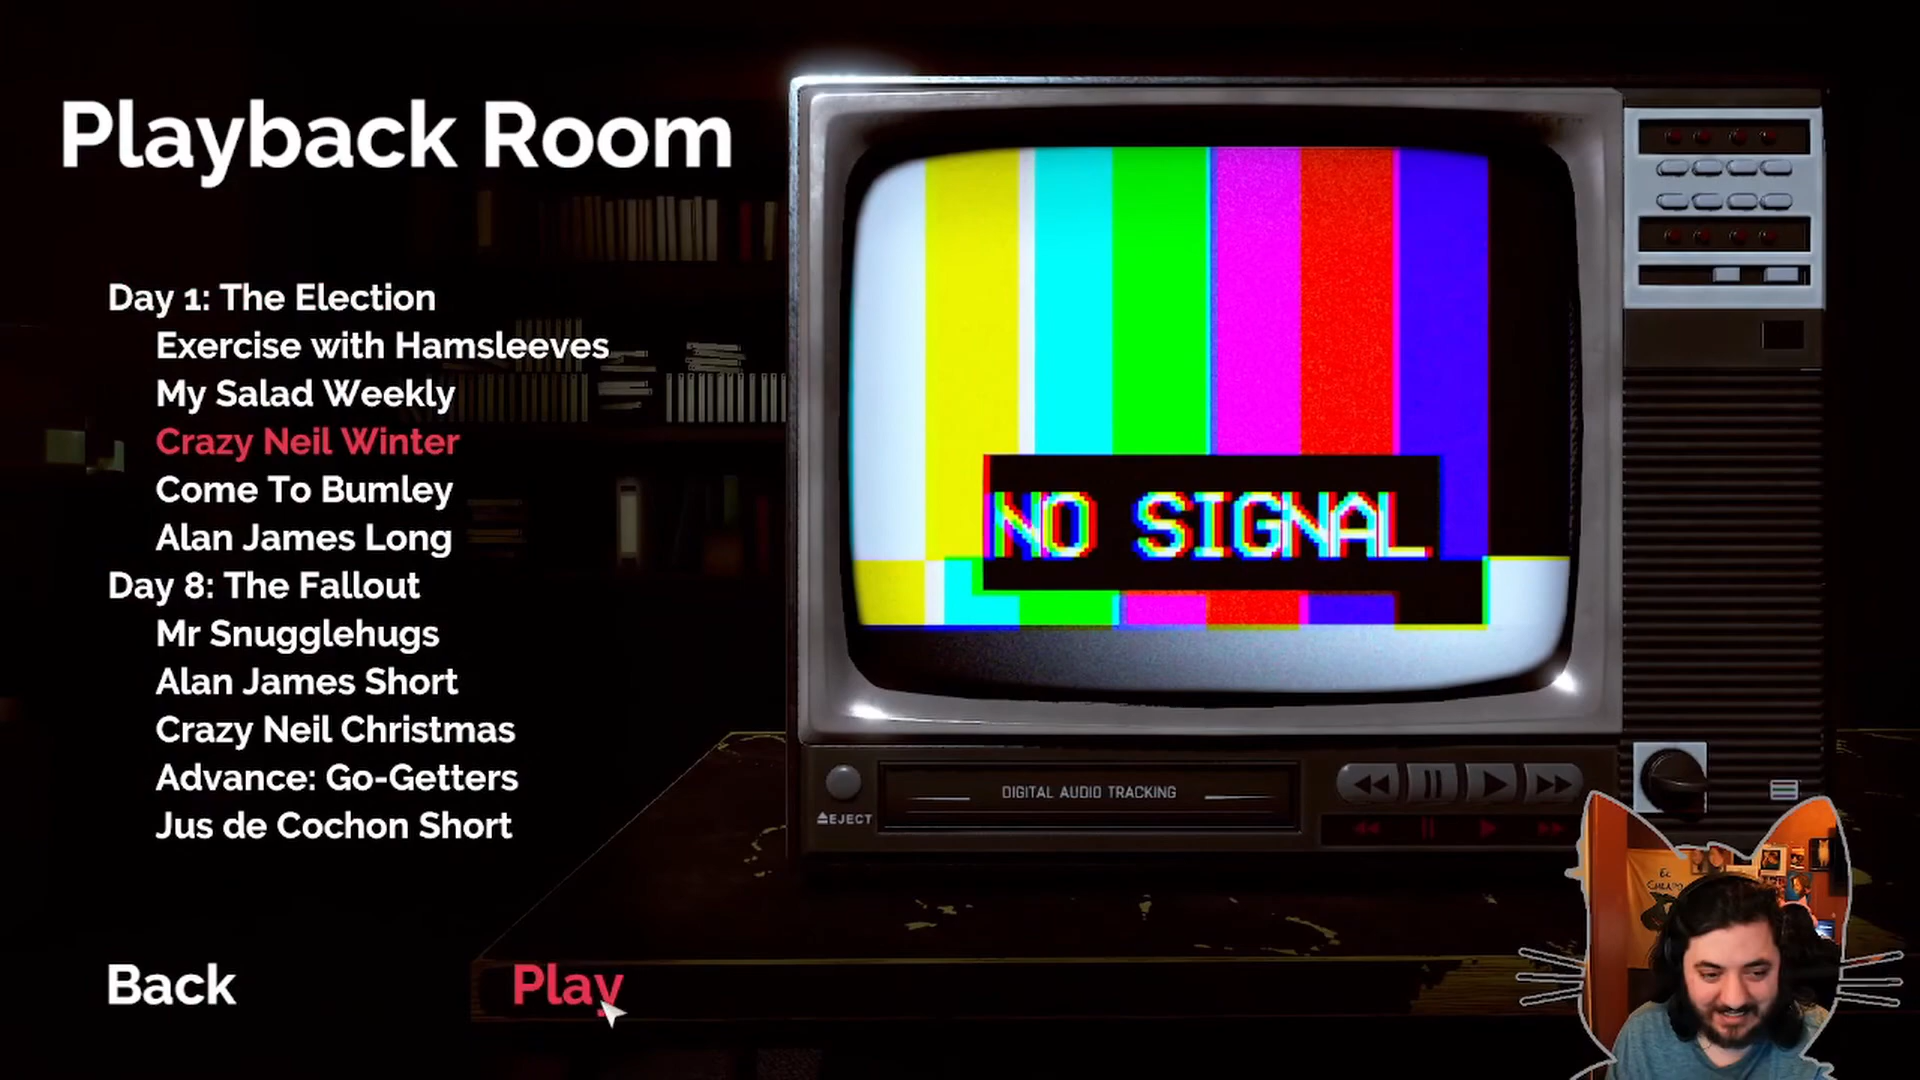 Playback Room
Day 1: The Election
Exercise with Hamsleeves
My Salad Weekly
Crazy Neil Winter
Come To Bumley
Alan James Long
Day 8: The Fallout
Mr Snugglehugs
Alan James Short
Crazy Neil Christmas
Advance: Go-Getters
Jus de Cochon Short
Back
Play
NO SIGNAL
DIGITAL AUDIO TRACKING
EJECT
EL CHEAPO